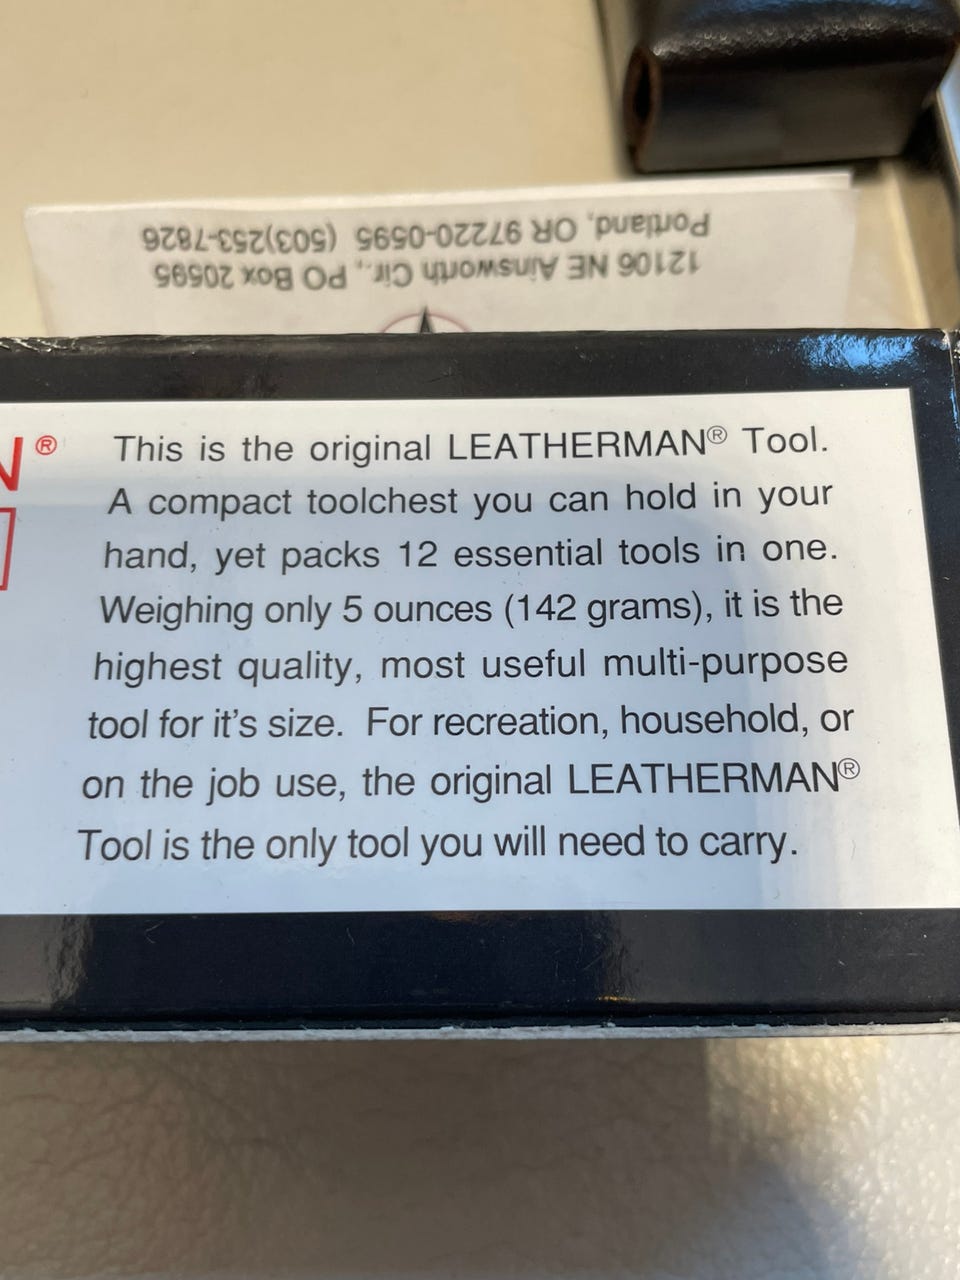 12106 NE Ainsworth Cir., PO Box 20595
Portland, OR 97220-0595 (503)253-7826
N®
This is the original LEATHERMAN® Tool.
A compact toolchest you can hold in your
hand, yet packs 12 essential tools in one.
Weighing only 5 ounces (142 grams), it is the
highest quality, most useful multi-purpose
tool for it's size. For recreation, household, or
on the job use, the original LEATHERMAN®
Tool is the only tool you will need to carry.